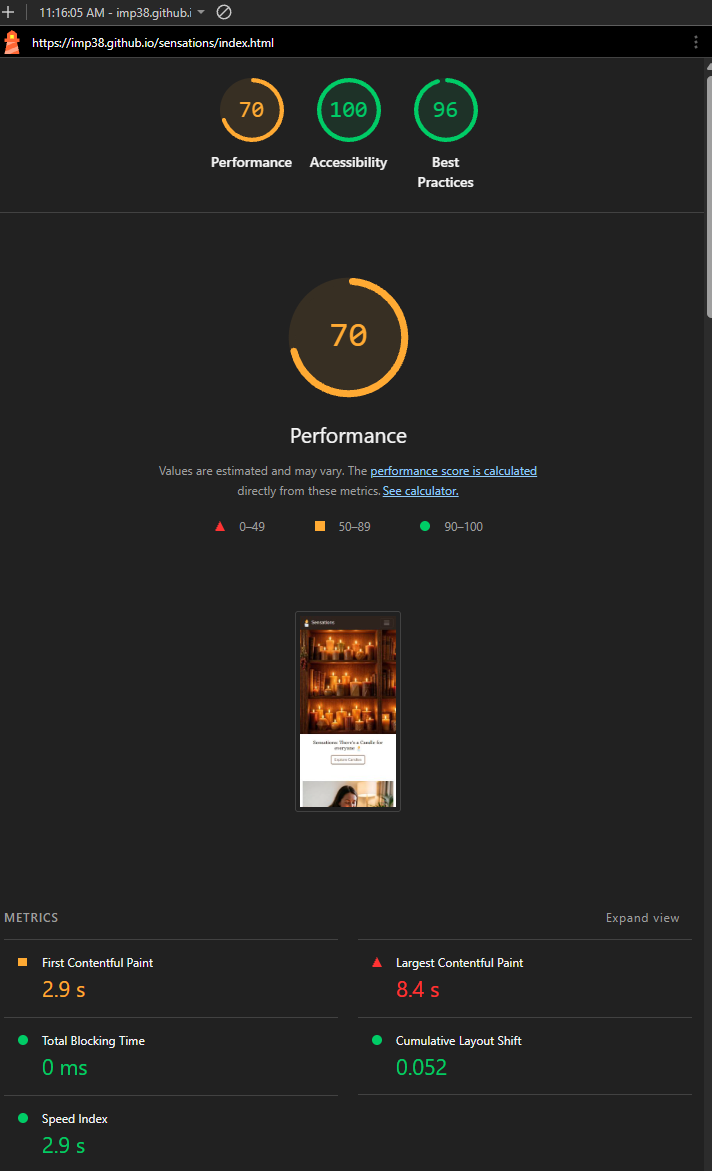 11:16:05 AM - imp38.github.i
https://imp38.github.io/sensations/index.html
70
100
96
Performance
Accessibility
Best
Practices
70
Performance
Values are estimated and may vary. The performance score is calculated
directly from these metrics. See calculator.
0–49
50–89
90–100
Sensations
Sensations: There's a Candle for
everyone
Explore Candles
METRICS
Expand view
First Contentful Paint
2.9 s
Largest Contentful Paint
8.4 s
Total Blocking Time
0 ms
Cumulative Layout Shift
0.052
Speed Index
2.9 s